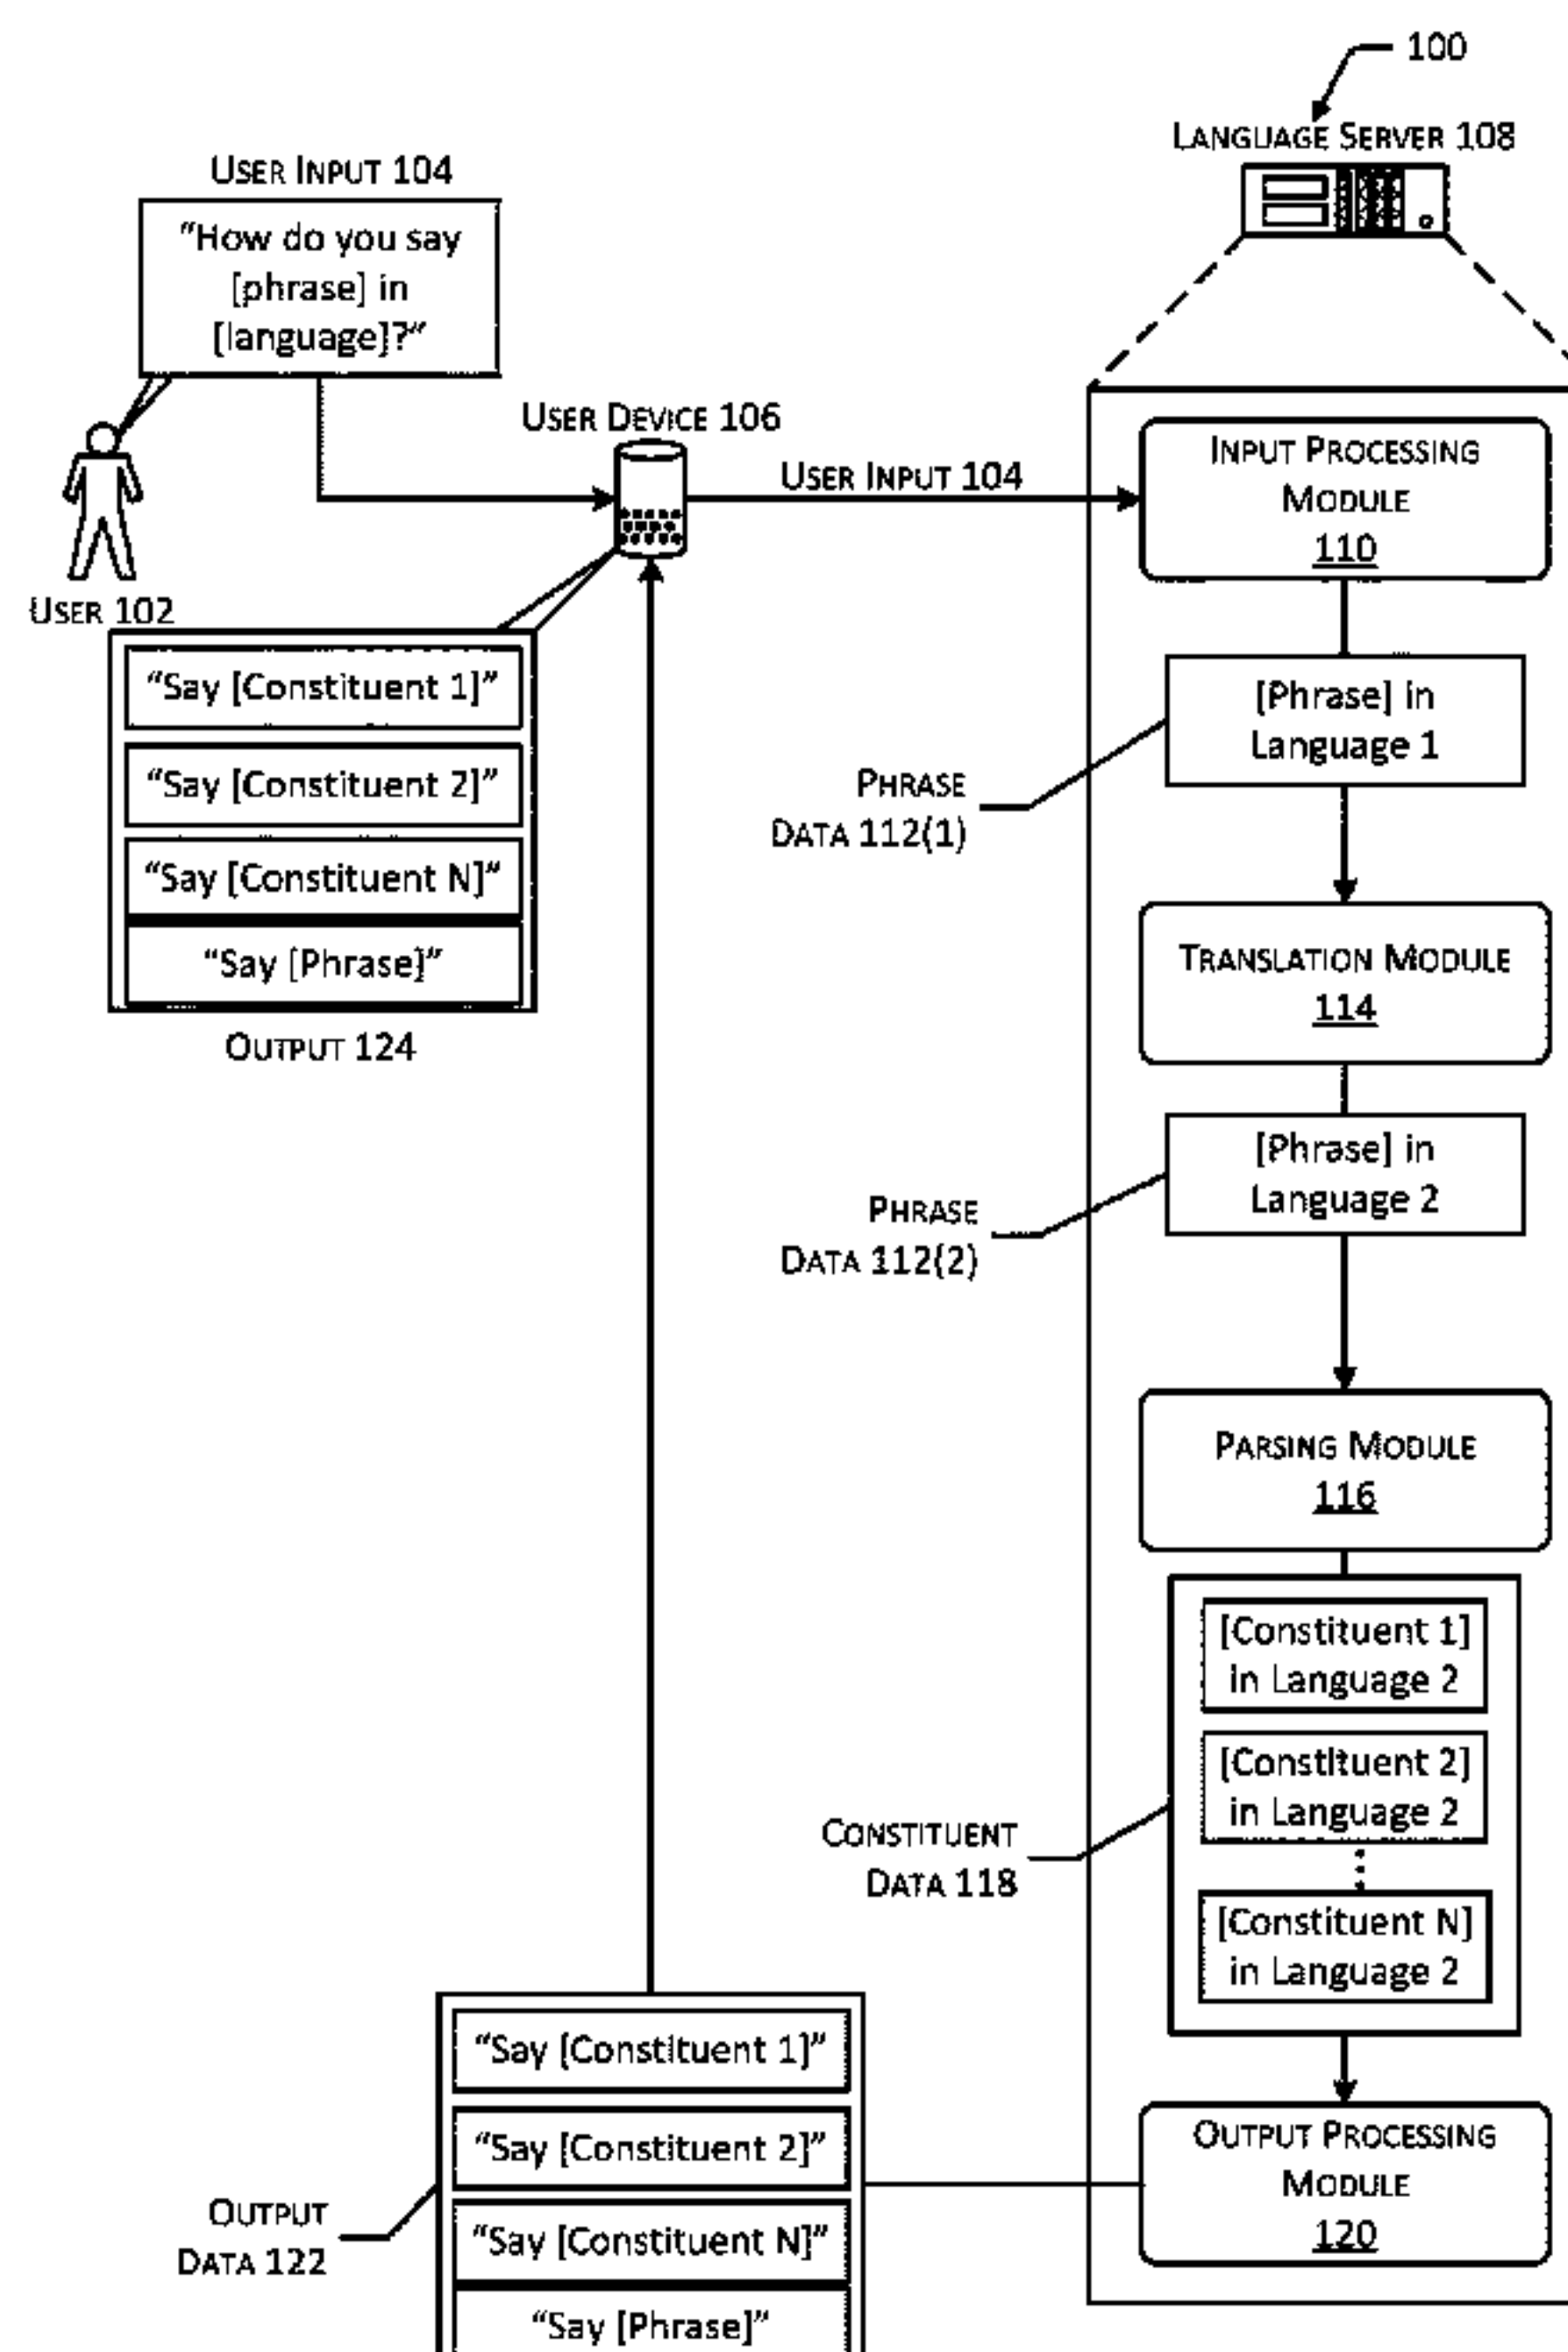 100
LANGUAGE SERVER 108
USER INPUT 104
"How do you say
[phrase] in
[language]?"
USER DEVICE 106
USER INPUT 104
INPUT PROCESSING
MODULE
110
USER 102
"Say [Constituent 1]"
"Say [Constituent 2]"
"Say [Constituent N]"
"Say [Phrase]"
OUTPUT 124
[Phrase] in
Language 1
PHRASE
DATA 112(1)
TRANSLATION MODULE
114
[Phrase] in
Language 2
PHRASE
DATA 112(2)
PARSING MODULE
116
[Constituent 1]
in Language 2
[Constituent 2]
in Language 2
[Constituent N]
in Language 2
CONSTITUENT
DATA 118
"Say [Constituent 1]"
"Say [Constituent 2]"
"Say [Constituent N]"
"Say [Phrase]"
OUTPUT
DATA 122
OUTPUT PROCESSING
MODULE
120